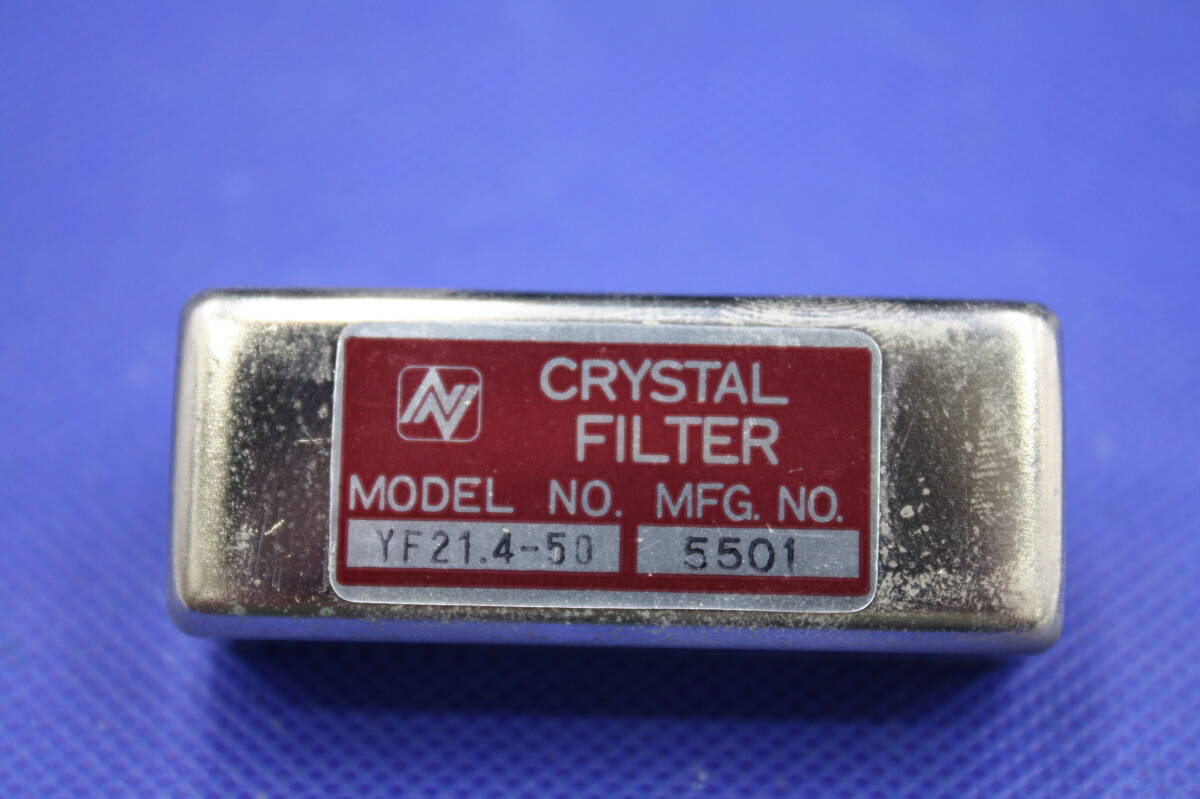 CRYSTAL
FILTER
MODEL NO. MFG. NO.
YF21.4-50 5501